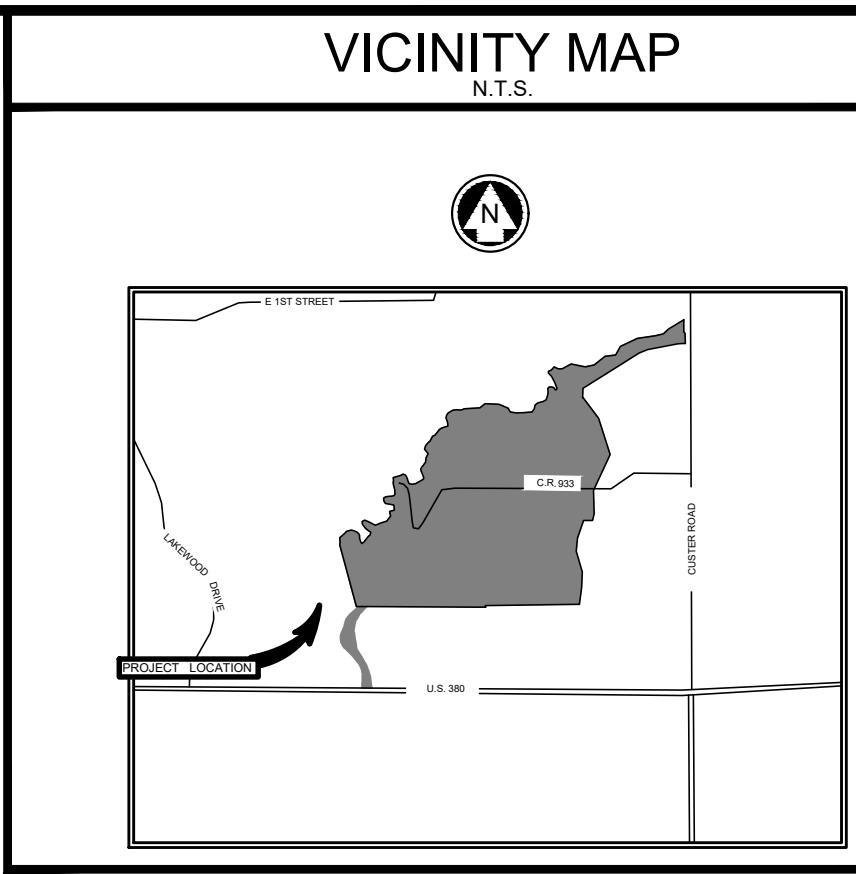 VICINITY MAP
N.T.S.
N
E 1ST STREET
C.R. 933
CUSTER ROAD
LAKEWOOD DRIVE
PROJECT LOCATION
U.S. 380